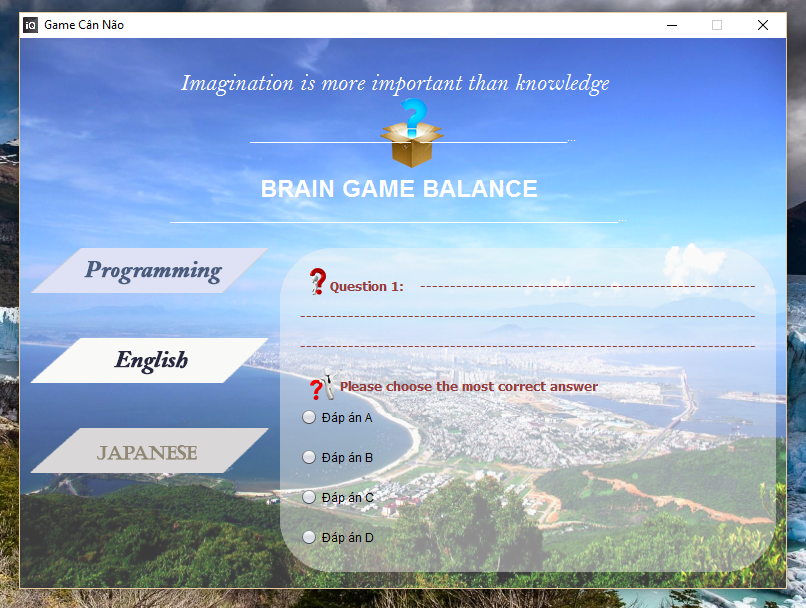 iQ Game Cân Não
Imagination is more important than knowledge
BRAIN GAME BALANCE
Programming
English
JAPANESE
Question 1:
Please choose the most correct answer
Đáp án A
Đáp án B
Đáp án C
Đáp án D